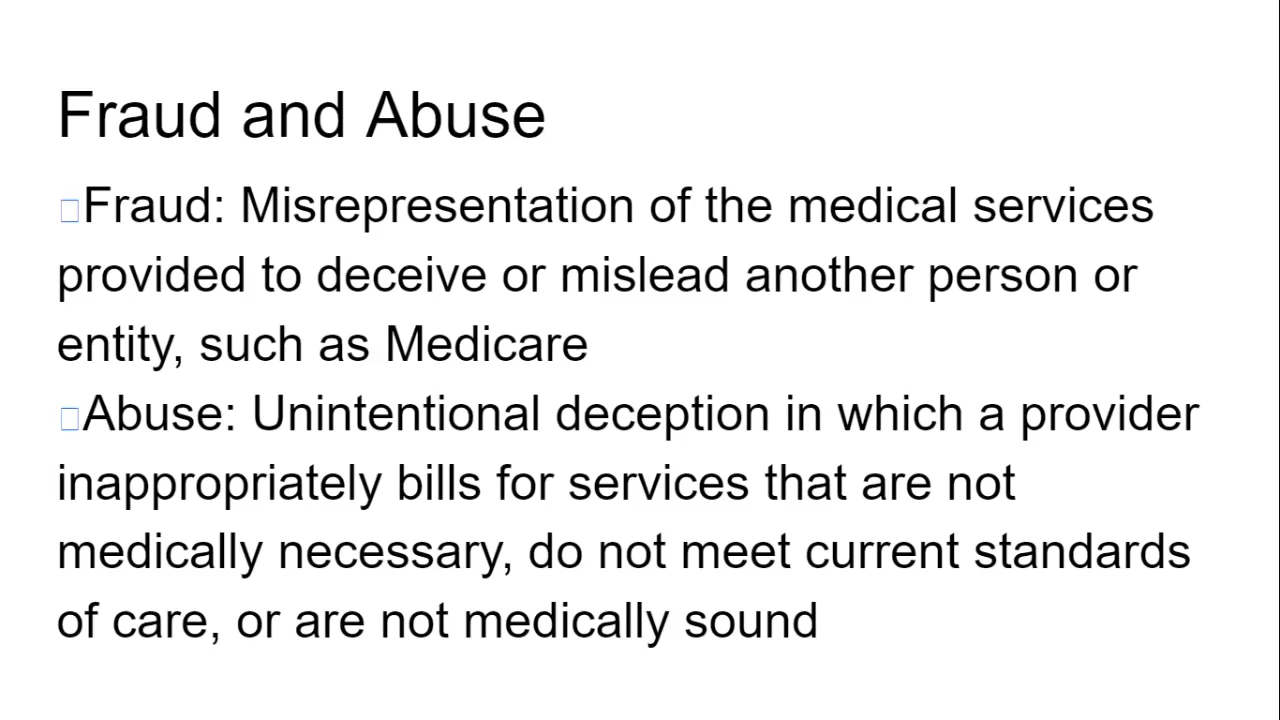 Fraud and Abuse
Fraud: Misrepresentation of the medical services
provided to deceive or mislead another person or
entity, such as Medicare
Abuse: Unintentional deception in which a provider
inappropriately bills for services that are not
medically necessary, do not meet current standards
of care, or are not medically sound